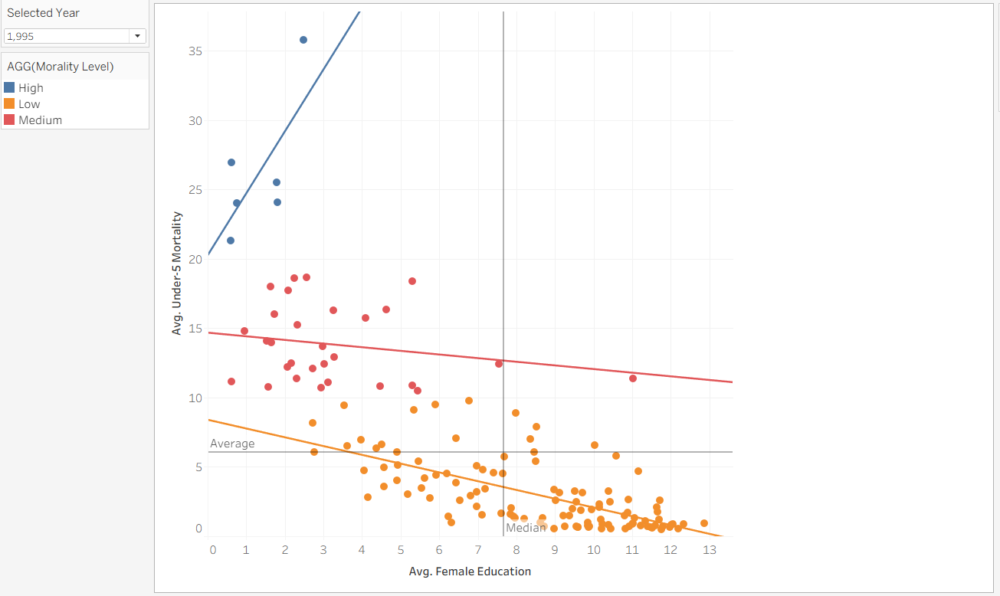 Selected Year
1,995
AGG(Morality Level)
High
Low
Medium
35
30
25
20
15
10
5
0
Avg. Under-5 Mortality
Average
Median
0 1 2 3 4 5 6 7 8 9 10 11 12 13
Avg. Female Education